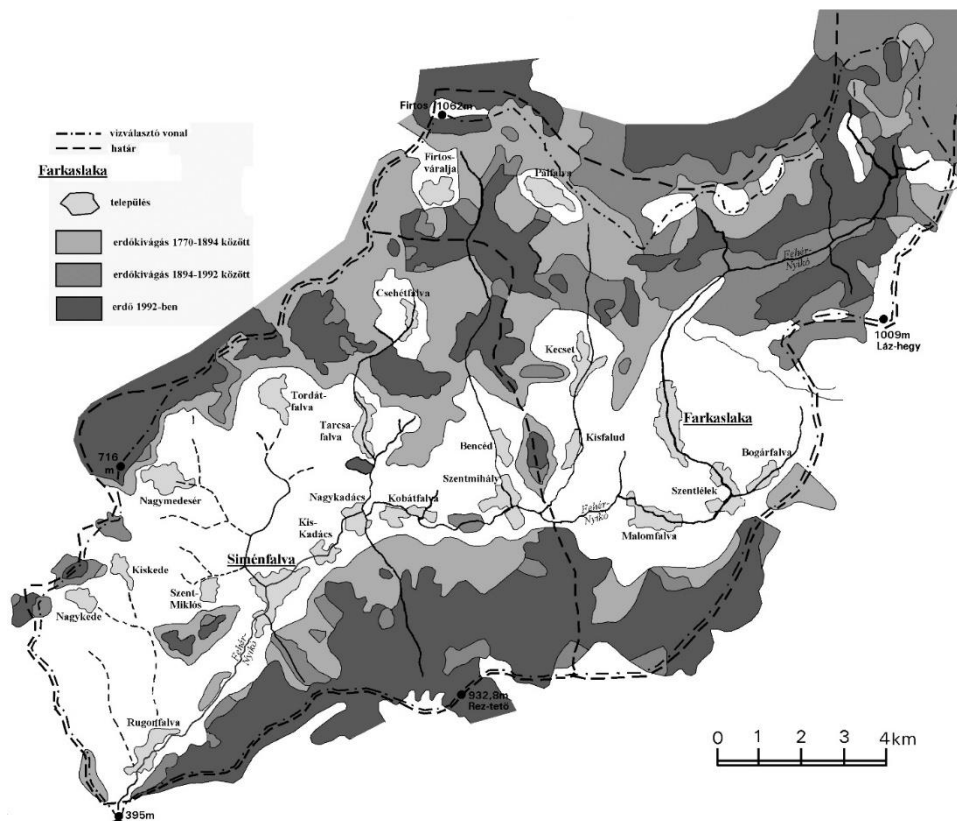 vízválasztó vonal
határ
Farkaslaka
település
erdőkivágás 1770-1894 között
erdőkivágás 1894-1992 között
erdő 1992-ben
Firtos 1062m
Firtos-
váralja
Pálfalva
Fehér-
Nyikó
Csehétfalva
1009m
Láz-hegy
Kecset
Tordát-
falva
Tarcsa-
falva
Farkaslaka
Bencéd
Kisfalud
Bogárfalva
716
m
Nagymedesér
Szentmihály
Szentlélek
Nagykadács
Kobátfalva
Fehér-
Nyikó
Malomfalva
Kis-
Kadács
Siménfalva
Kiskede
Szent-
Miklós
Nagykede
Fehér-
Nyikó
932,8m
Rez-tető
Rugonfalva
0 1 2 3 4km
395m